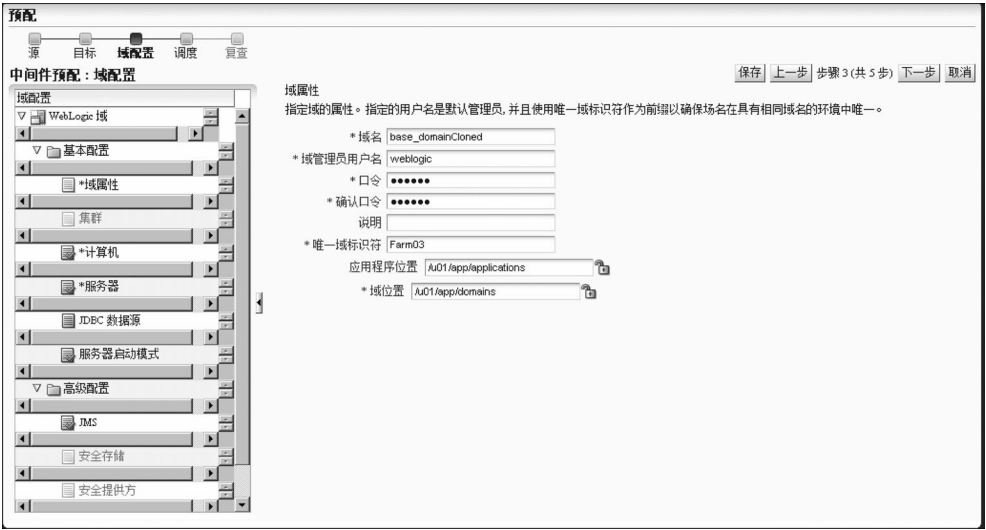 预配
源 目标 域配置 调度 复查
中间件预配：域配置
保存 上一步 步骤 3 (共 5 步) 下一步 取消
域配置
WebLogic 域
基本配置
*域属性
集群
*计算机
*服务器
JDBC 数据源
服务器启动模式
高级配置
JMS
安全存储
安全提供方
域属性
指定域的属性。指定的用户名是默认管理员, 并且使用唯一域标识符作为前缀以确保场名在具有相同域名的环境中唯一。
* 域名 base_domainCloned
* 域管理员用户名 weblogic
* 口令 ●●●●●●
* 确认口令 ●●●●●●
说明
* 唯一域标识符 Farm03
应用程序位置 /u01/app/applications
* 域位置 /u01/app/domains